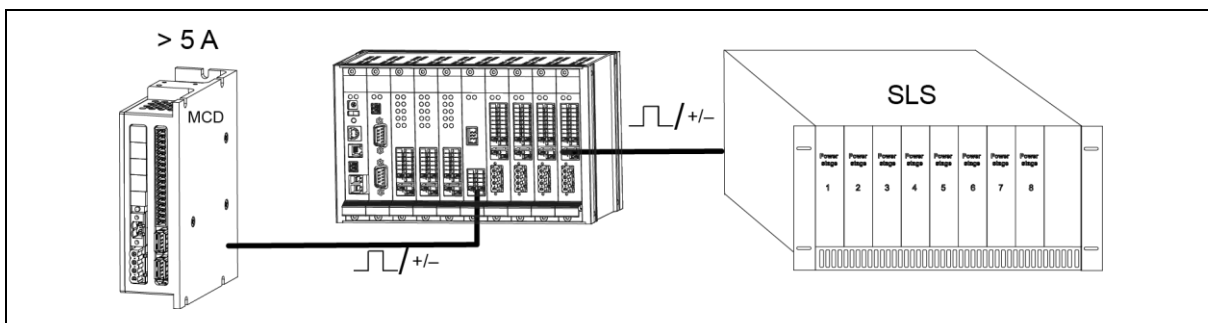 > 5 A
MCD
+/–
+/–
SLS
Power stage 1
Power stage 2
Power stage 3
Power stage 4
Power stage 5
Power stage 6
Power stage 7
Power stage 8